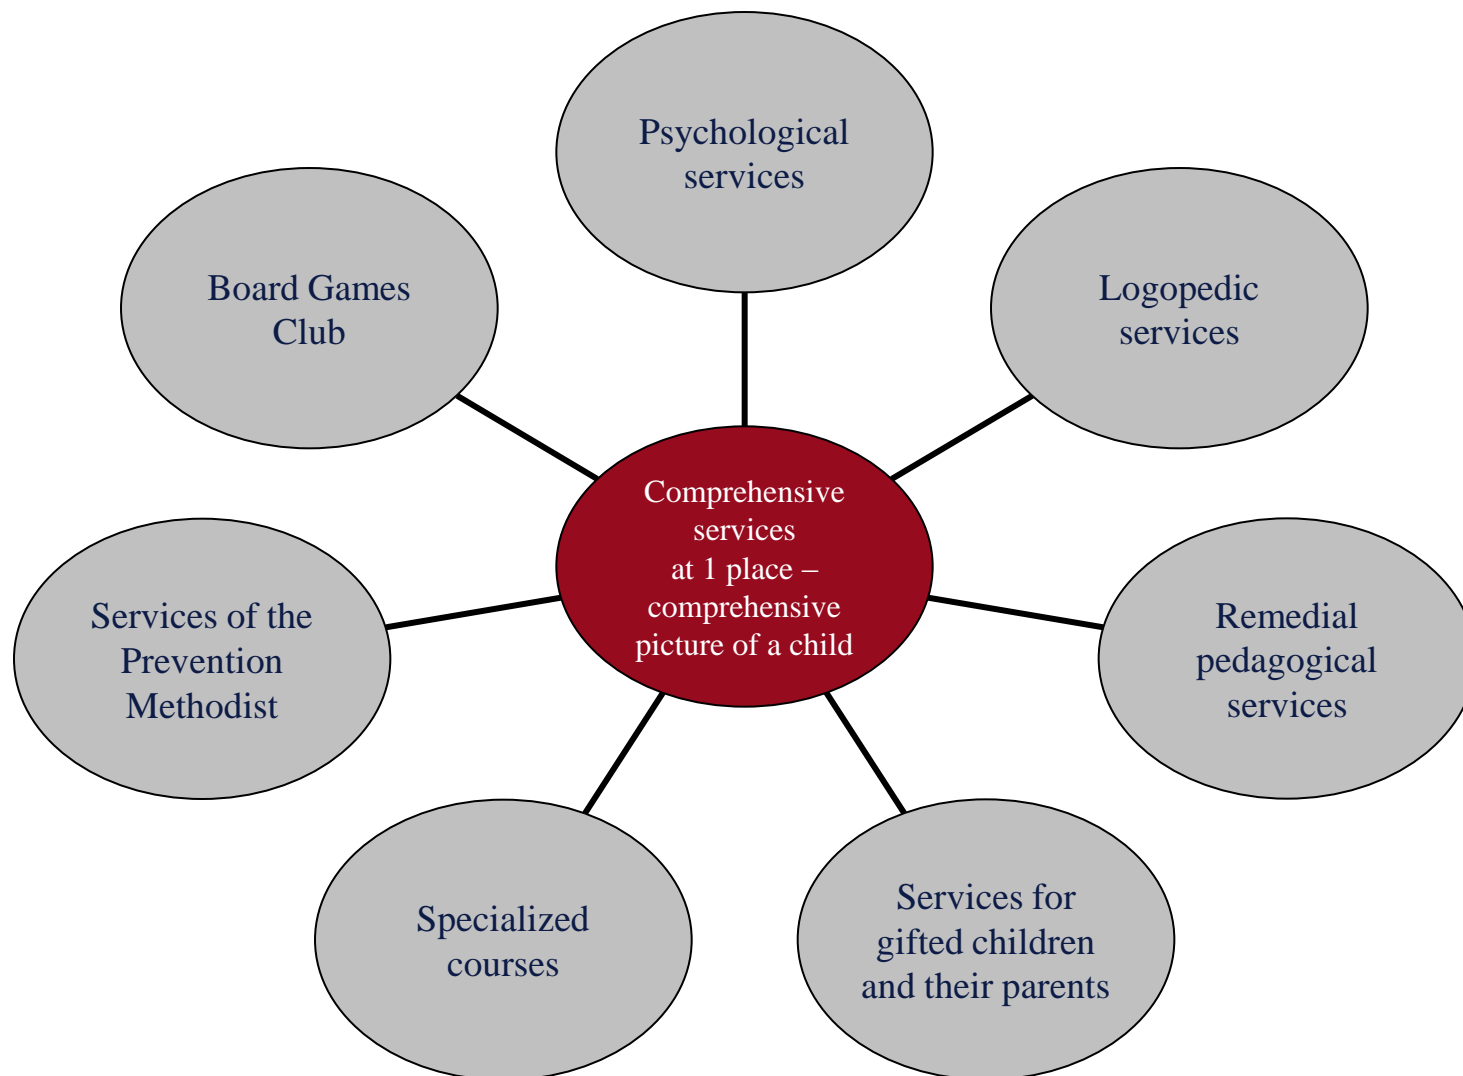 Psychological
services
Board Games
Club
Logopedic
services
Comprehensive
services
at 1 place –
comprehensive
picture of a child
Services of the
Prevention
Methodist
Remedial
pedagogical
services
Specialized
courses
Services for
gifted children
and their parents